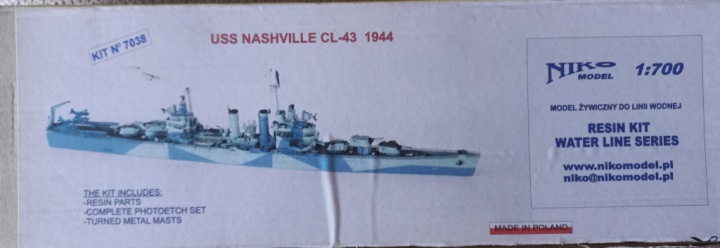 KIT Nº 7038
USS NASHVILLE CL-43 1944
NIKO
MODEL
1:700
MODEL ŻYWICZNY DO LINII WODNEJ
RESIN KIT
WATER LINE SERIES
www.nikomodel.pl
niko@nikomodel.pl
THE KIT INCLUDES:
-RESIN PARTS
-COMPLETE PHOTOETCH SET
-TURNED METAL MASTS
MADE IN POLAND